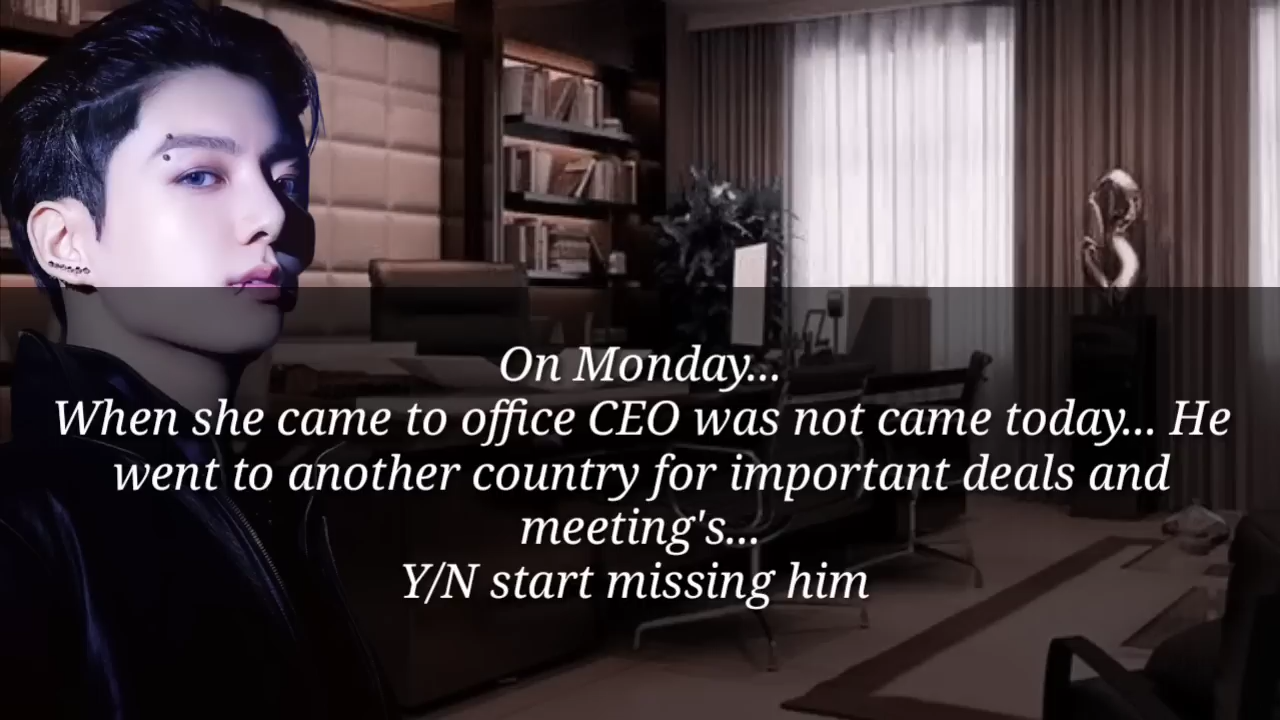 On Monday...
When she came to office CEO was not came today... He
went to another country for important deals and
meeting's...
Y/N start missing him